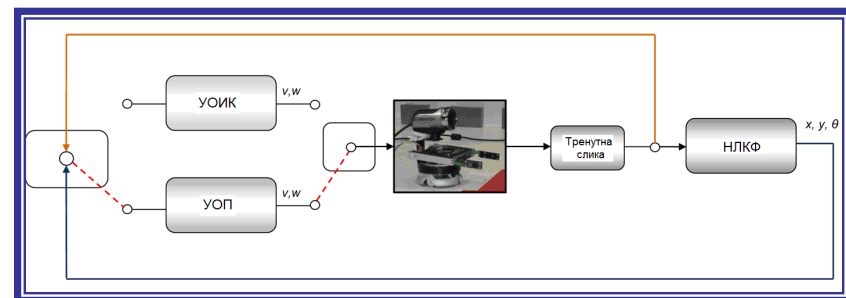 УОИК
v,w
x, y, θ
Тренутна
слика
НЛКФ
УОП
v,w